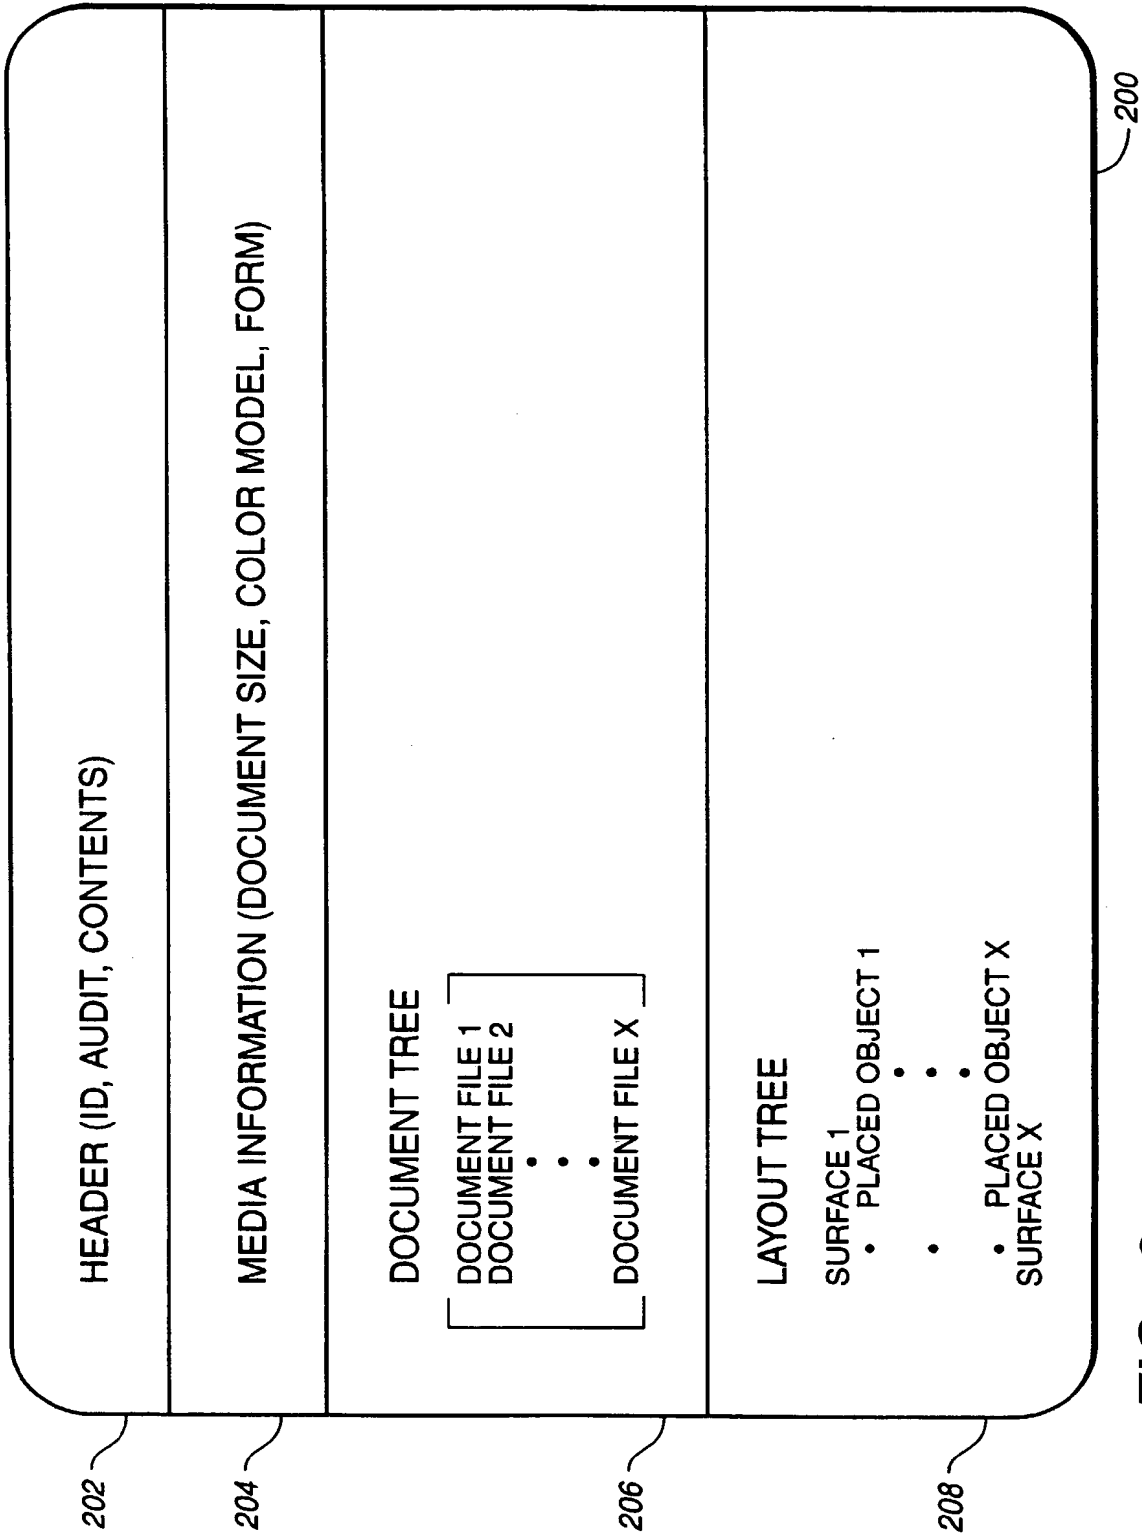 202
HEADER (ID, AUDIT, CONTENTS)
204
MEDIA INFORMATION (DOCUMENT SIZE, COLOR MODEL, FORM)
206
DOCUMENT TREE
DOCUMENT FILE 1
DOCUMENT FILE 2
DOCUMENT FILE X
208
LAYOUT TREE
SURFACE 1
• PLACED OBJECT 1
• PLACED OBJECT X
SURFACE X
200